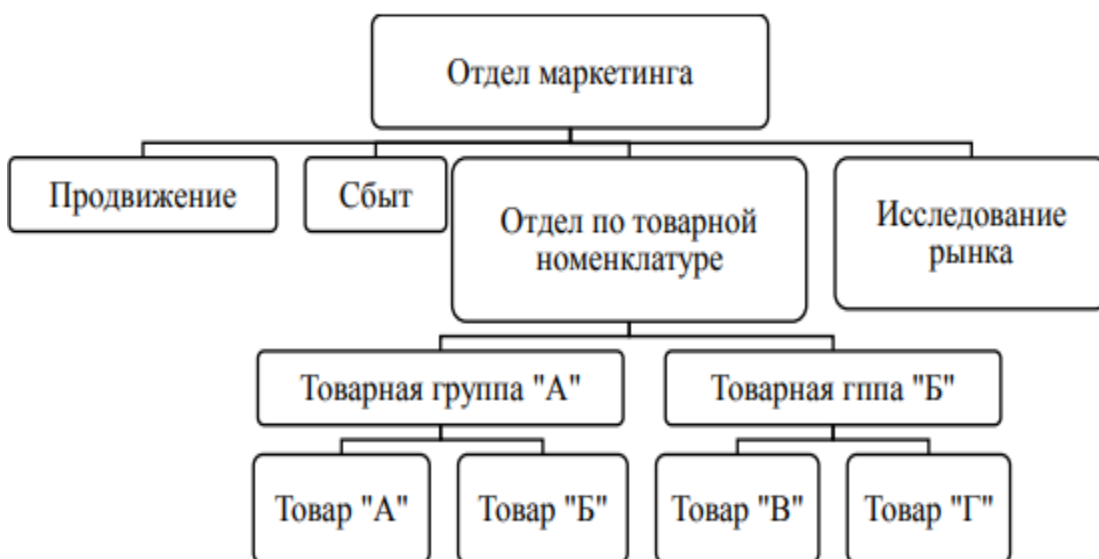 Отдел маркетинга
Продвижение
Сбыт
Отдел по товарной
номенклатуре
Исследование
рынка
Товарная группа "А"
Товарная гппа "Б"
Товар "А"
Товар "Б"
Товар "В"
Товар "Г"